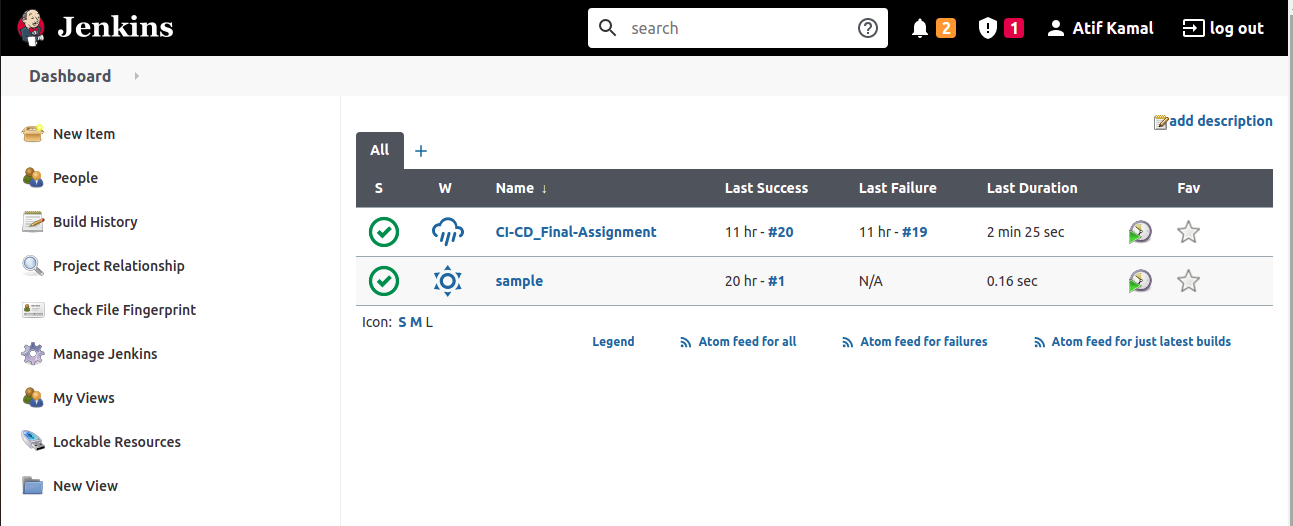 Jenkins search 2 1 Atif Kamal log out
Dashboard
New Item
People
Build History
Project Relationship
Check File Fingerprint
Manage Jenkins
My Views
Lockable Resources
New View
add description
All +
S W Name ↓ Last Success Last Failure Last Duration Fav
CI-CD_Final-Assignment 11 hr - #20 11 hr - #19 2 min 25 sec
sample 20 hr - #1 N/A 0.16 sec
Icon: S M L
Legend Atom feed for all Atom feed for failures Atom feed for just latest builds